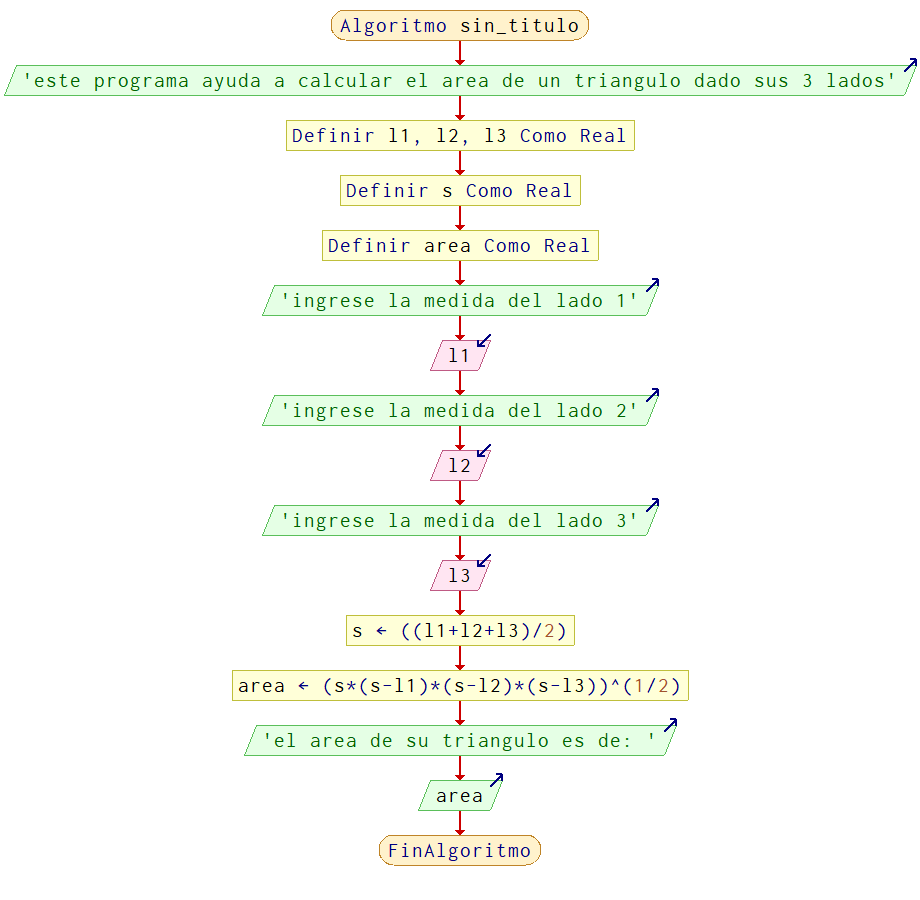 Algoritmo sin_titulo
'este programa ayuda a calcular el area de un triangulo dado sus 3 lados'
Definir l1, l2, l3 Como Real
Definir s Como Real
Definir area Como Real
'ingrese la medida del lado 1'
l1
'ingrese la medida del lado 2'
l2
'ingrese la medida del lado 3'
l3
s ← ((l1+l2+l3)/2)
area ← (s*(s-l1)*(s-l2)*(s-l3))^(1/2)
'el area de su triangulo es de: '
area
FinAlgoritmo